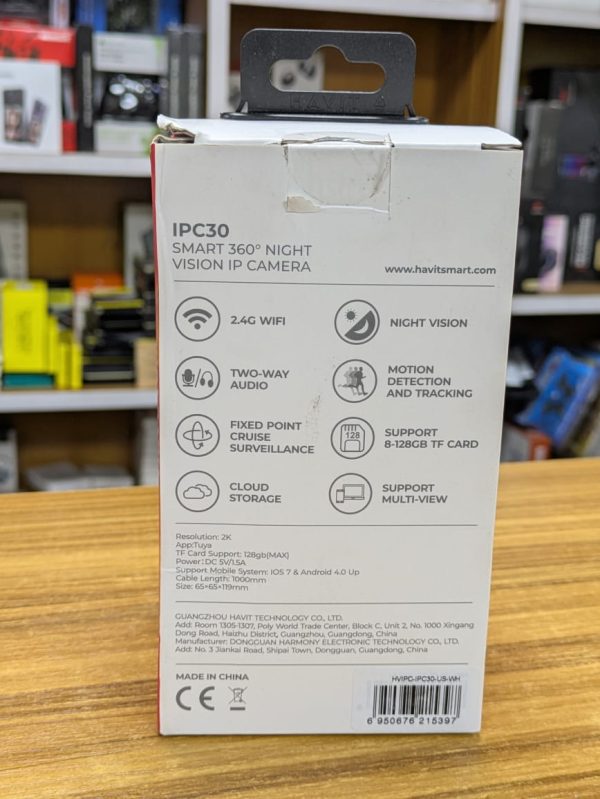 HAVIT
IPC30
SMART 360° NIGHT
VISION IP CAMERA
www.havitsmart.com
2.4G WIFI
NIGHT VISION
TWO-WAY
AUDIO
MOTION
DETECTION
AND TRACKING
FIXED POINT
CRUISE
SURVEILLANCE
128
SUPPORT
8-128GB TF CARD
CLOUD
STORAGE
SUPPORT
MULTI-VIEW
Resolution: 2K
App:Tuya
TF Card Support: 128gb(MAX)
Power: DC 5V/1.5A
Support Mobile System: iOS 7 & Android 4.0 Up
Cable Length: 1000mm
Size: 65×65×119mm
GUANGZHOU HAVIT TECHNOLOGY CO., LTD.
Add: Room 1305-1307, Poly World Trade Center, Block C, Unit 2, No. 1000 Xingang
Dong Road, Haizhu District, Guangzhou, Guangdong, China
Manufacturer: DONGGUAN HARMONY ELECTRONIC TECHNOLOGY CO., LTD.
Add: No. 3 Jiankai Road, Shipai Town, Dongguan, Guangdong, China
MADE IN CHINA
CE
HVIPC-IPC30-US-WH
6 950676 215397